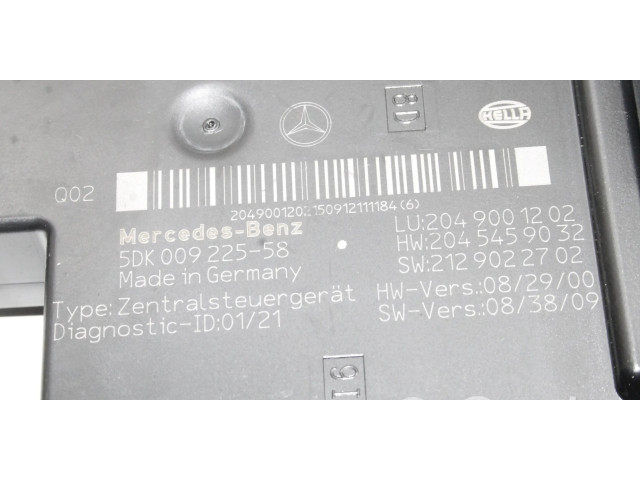 BD
HELLA
Q02
2049001202150912111184(6)
Mercedes-Benz
LU:204 900 12 02
5DK 009 225-58
HW:204 545 90 32
Made in Germany
SW:212 902 27 02
Type: Zentralsteuergerät
HW-Vers.:08/29/00
Diagnostic-ID:01/21
SW-Vers.:08/38/09
16